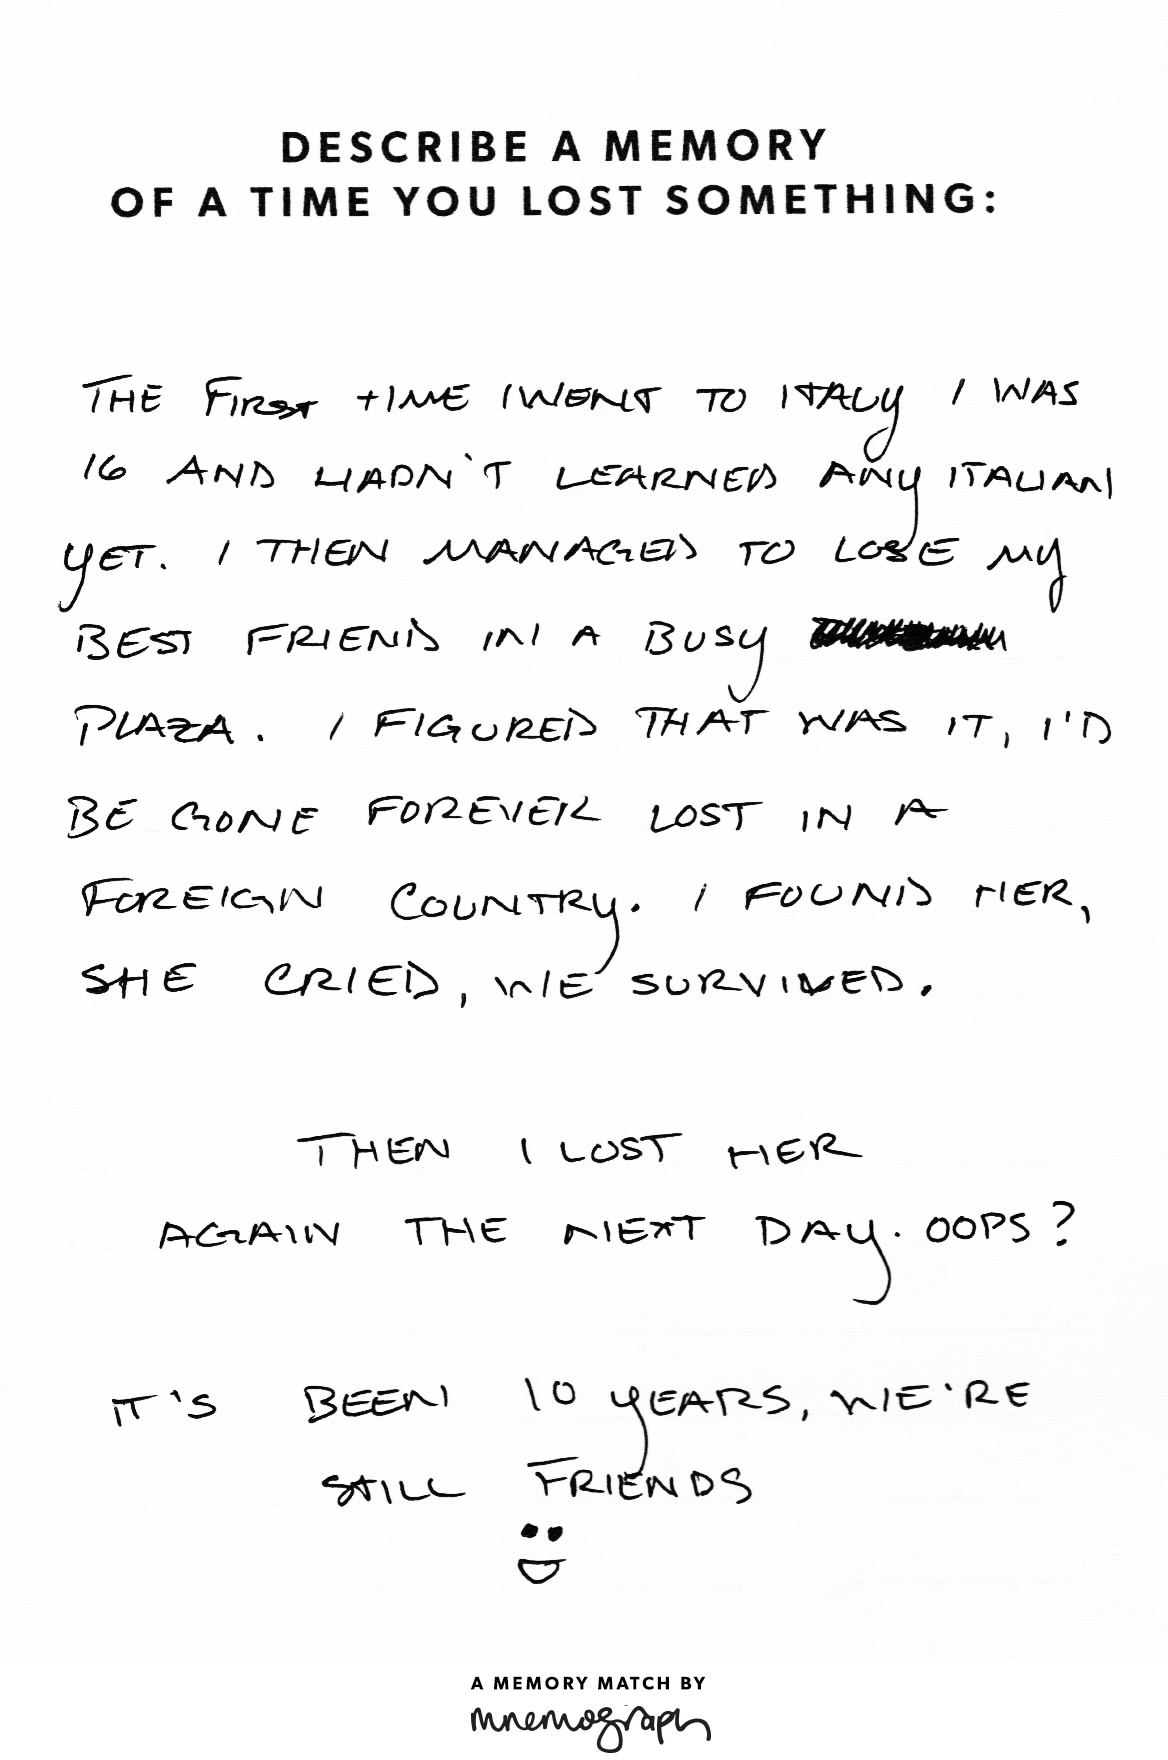 DESCRIBE A MEMORY
OF A TIME YOU LOST SOMETHING:
THE FIRST TIME I WENT TO ITALY I WAS
16 AND HADN'T LEARNED ANY ITALIAN
YET. I THEN MANAGED TO LOSE MY
BEST FRIEND IN A BUSY
PLAZA. I FIGURED THAT WAS IT, I'D
BE GONE FOREVER LOST IN A
FOREIGN COUNTRY. I FOUND HER,
SHE CRIED, WE SURVIVED.
THEN I LOST HER
AGAIN THE NEXT DAY. OOPS?
IT'S BEEN 10 YEARS, WE'RE
STILL FRIENDS
A MEMORY MATCH BY
mnemograph